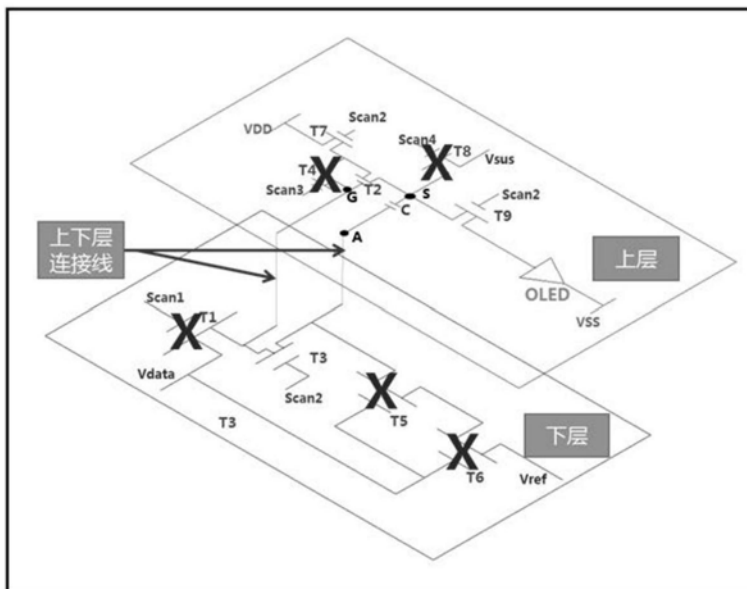 Scan2
VDD
T7
Scan4
T8
Vsus
T4
T2
Scan3
G
S
C
Scan2
T9
A
上下层
连接线
上层
OLED
VSS
Scan1
T1
Vdata
T3
Scan2
T5
T3
下层
T6
Vref